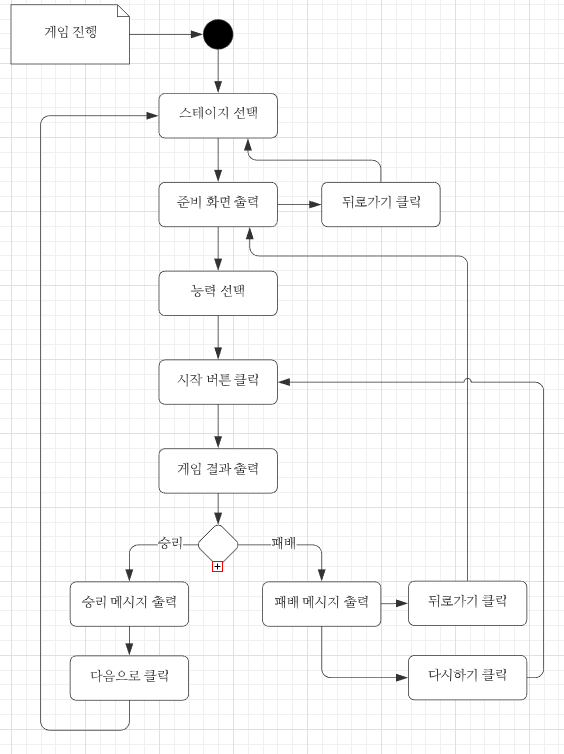 게임 진행
스테이지 선택
준비 화면 출력
뒤로가기 클릭
능력 선택
시작 버튼 클릭
게임 결과 출력
승리
패배
승리 메시지 출력
패배 메시지 출력
뒤로가기 클릭
다음으로 클릭
다시하기 클릭